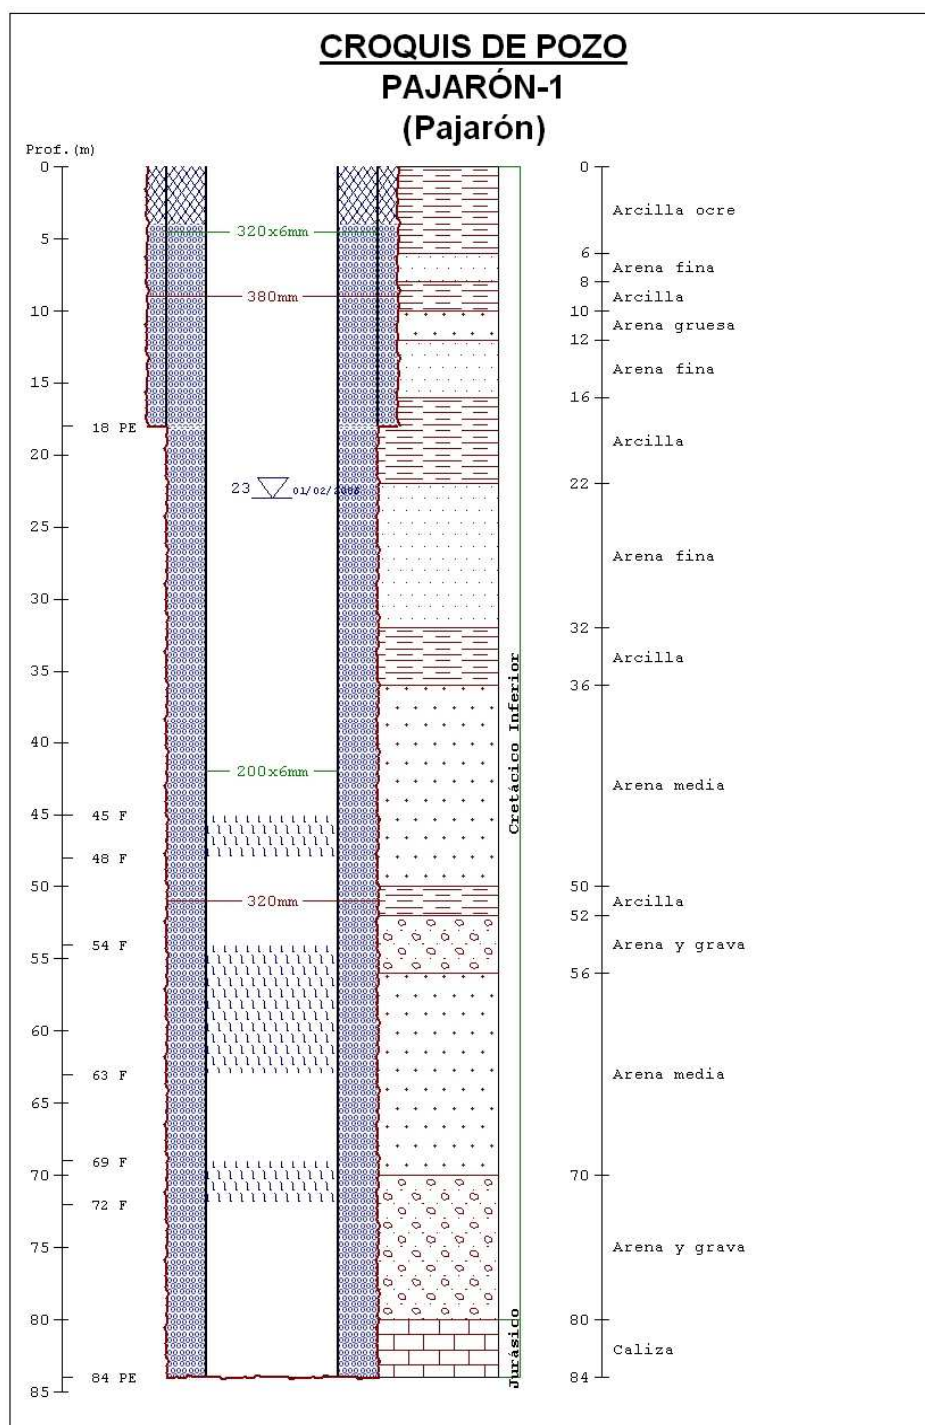 CROQUIS DE POZO
PAJARÓN-1
(Pajarón)
Prof.(m)
0
0
Arcilla ocre
320x6mm
5
6
Arena fina
8
380mm
Arcilla
10
10
Arena gruesa
12
Arena fina
15
16
18 PE
Arcilla
20
22
23
01/02/2006
25
Arena fina
30
32
Arcilla
35
36
Cretácico Inferior
40
200x6mm
Arena media
45
45 F
48 F
50
50
320mm
Arcilla
52
54 F
Arena y grava
55
56
60
63 F
Arena media
65
69 F
70
70
72 F
75
Arena y grava
80
80
Jurásico
Caliza
84 PE
84
85